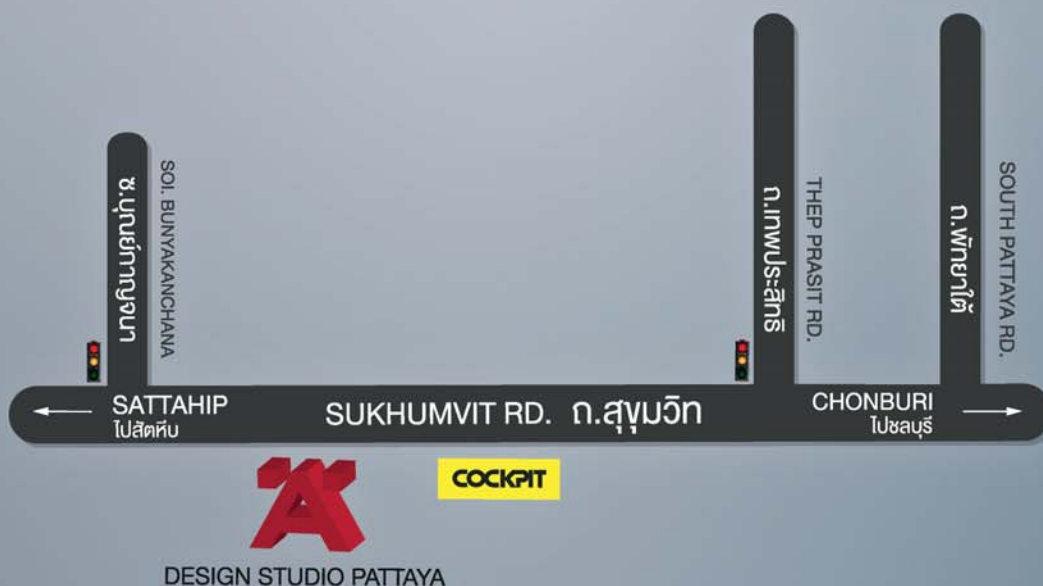 ซ.บุณย์กาญจนา
SOI. BUNYAKANCHANA
ถ.เทพประสิทธิ
THEP PRASIT RD.
ถ.พัทยาใต้
SOUTH PATTAYA RD.
SATTAHIP
ไปสัตหีบ
SUKHUMVIT RD. ถ.สุขุมวิท
CHONBURI
ไปชลบุรี
COCKPIT
DESIGN STUDIO PATTAYA